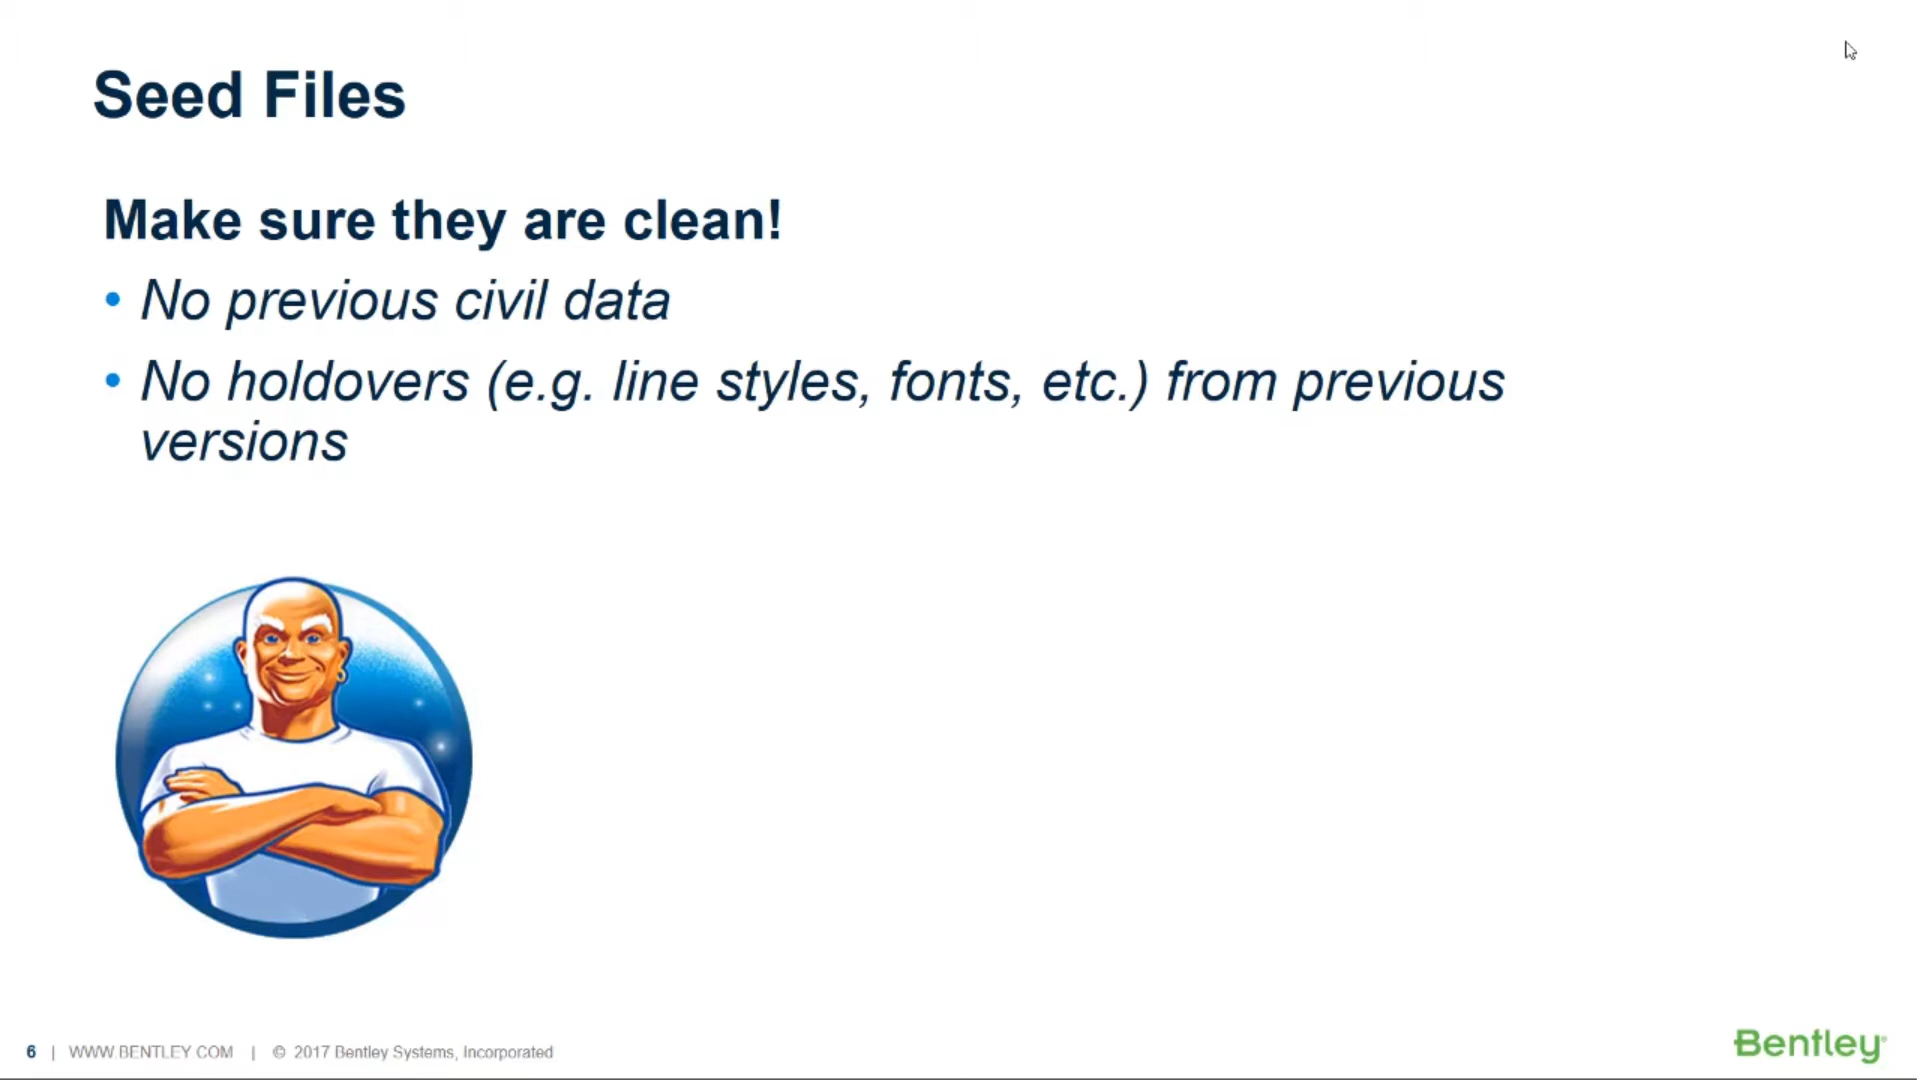 Seed Files
Make sure they are clean!
• No previous civil data
• No holdovers (e.g. line styles, fonts, etc.) from previous
versions
6 | WWW.BENTLEY.COM | © 2017 Bentley Systems, Incorporated
Bentley®